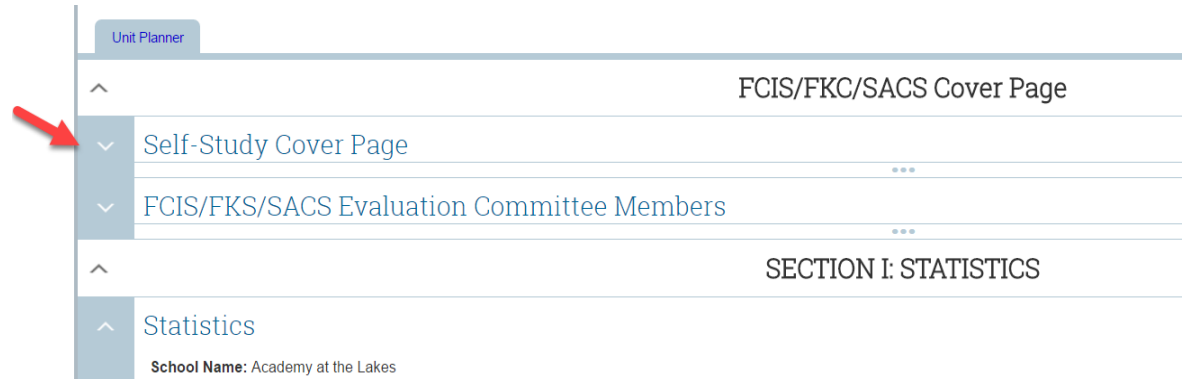 Unit Planner
FCIS/FKC/SACS Cover Page
Self-Study Cover Page
FCIS/FKS/SACS Evaluation Committee Members
SECTION I: STATISTICS
Statistics
School Name: Academy at the Lakes